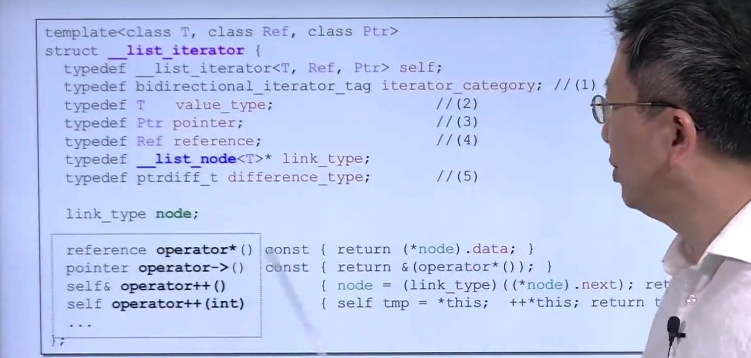 template<class T, class Ref, class Ptr>
struct __list_iterator {
typedef __list_iterator<T, Ref, Ptr> self;
typedef bidirectional_iterator_tag iterator_category; //(1)
typedef T value_type; //(2)
typedef Ptr pointer; //(3)
typedef Ref reference; //(4)
typedef __list_node<T>* link_type;
typedef ptrdiff_t difference_type; //(5)
link_type node;
reference operator*() const { return (*node).data; }
pointer operator->() const { return &(operator*()); }
self& operator++() { node = (link_type)((*node).next); ret
self operator++(int) { self tmp = *this; ++*this; return t
...
};